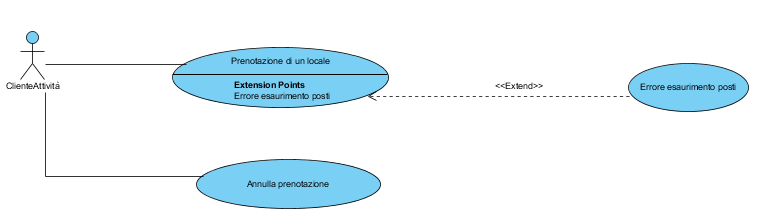 Prenotazione di un locale
Extension Points
Errore esaurimento posti
ClienteAttività
<<Extend>>
Errore esaurimento posti
Annulla prenotazione